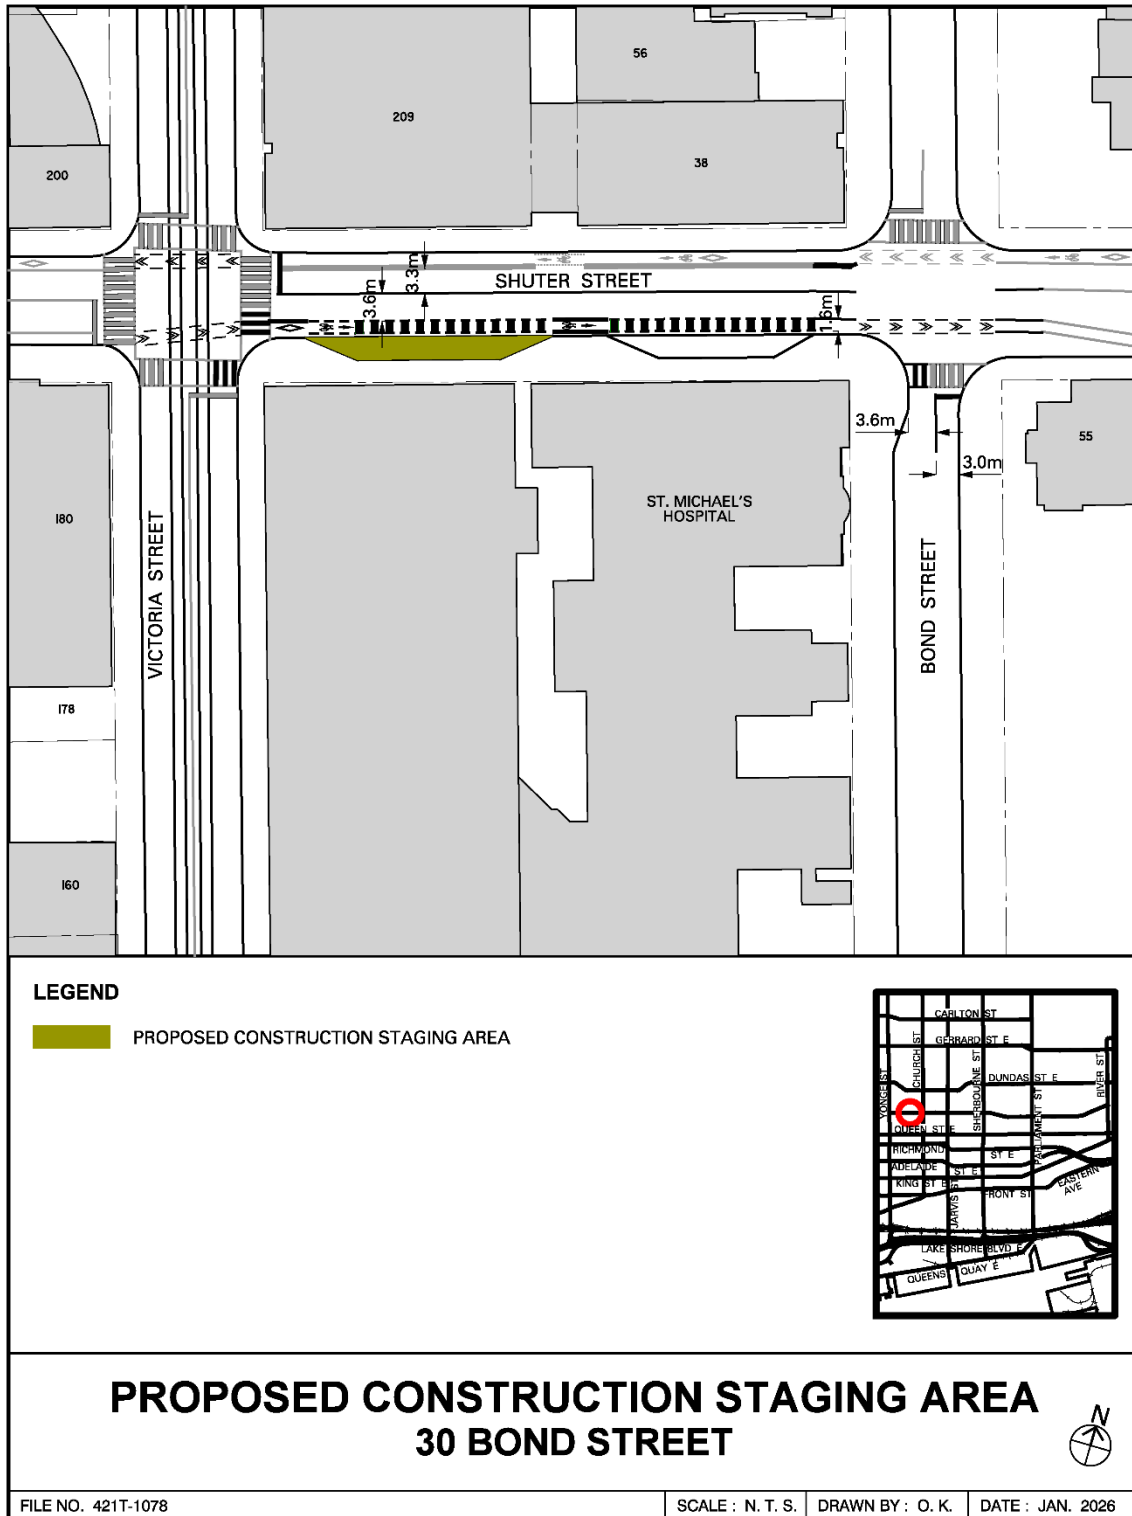 56
209
38
200
3.3m
SHUTER STREET
3.6m
1.6m
3.6m
55
3.0m
ST. MICHAEL'S
HOSPITAL
180
VICTORIA STREET
BOND STREET
178
160
LEGEND
PROPOSED CONSTRUCTION STAGING AREA
CARLTON ST
GERRARD ST E
CHURCH ST
YONGE ST
SHERBOURNE ST
DUNDAS ST E
RIVER ST
PARLIAMENT ST
QUEEN ST E
RICHMOND ST E
ADELAIDE ST E
KING ST E
JARVIS ST
FRONT ST
EASTERN
AVE
LAKE SHORE BLVD E
QUEENS QUAY E
PROPOSED CONSTRUCTION STAGING AREA
30 BOND STREET
N
FILE NO. 421T-1078
SCALE : N. T. S.
DRAWN BY : O. K.
DATE : JAN. 2026